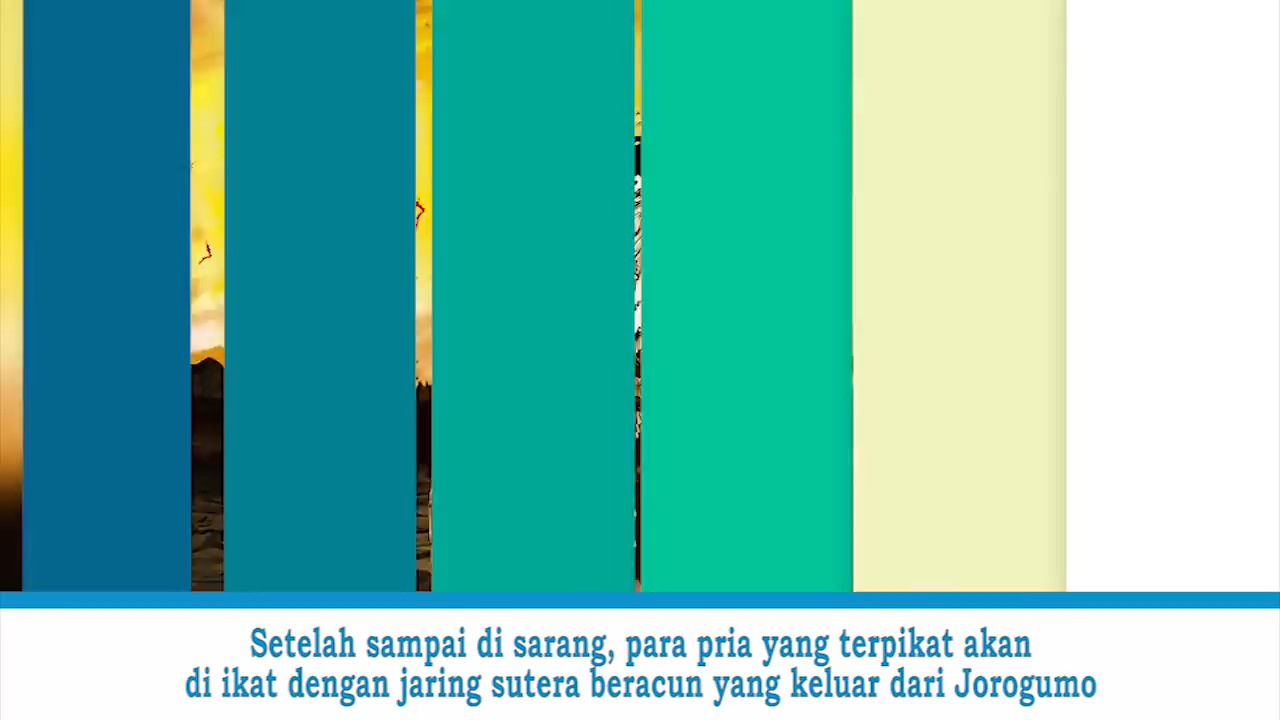 Setelah sampai di sarang, para pria yang terpikat akan
di ikat dengan jaring sutera beracun yang keluar dari Jorogumo